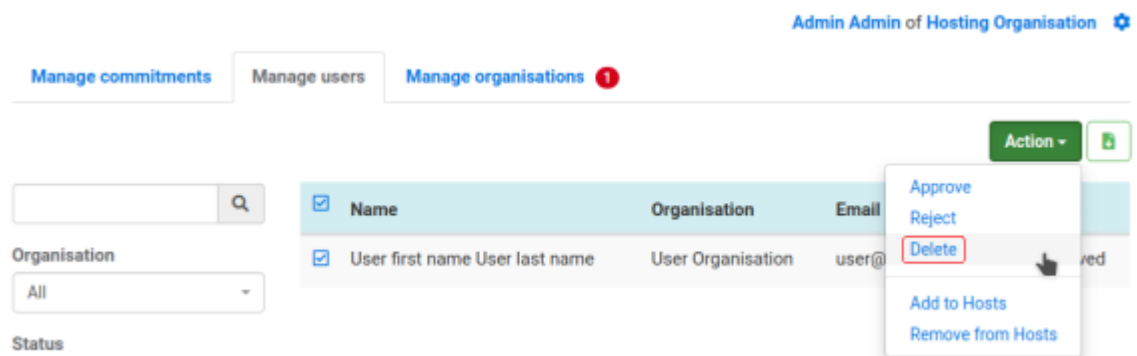 Admin Admin of Hosting Organisation
Manage commitments Manage users Manage organisations 1
Action
Name Organisation Email
Approve
Reject
Delete
Organisation
User first name User last name User Organisation user@ ved
All
Add to Hosts
Remove from Hosts
Status